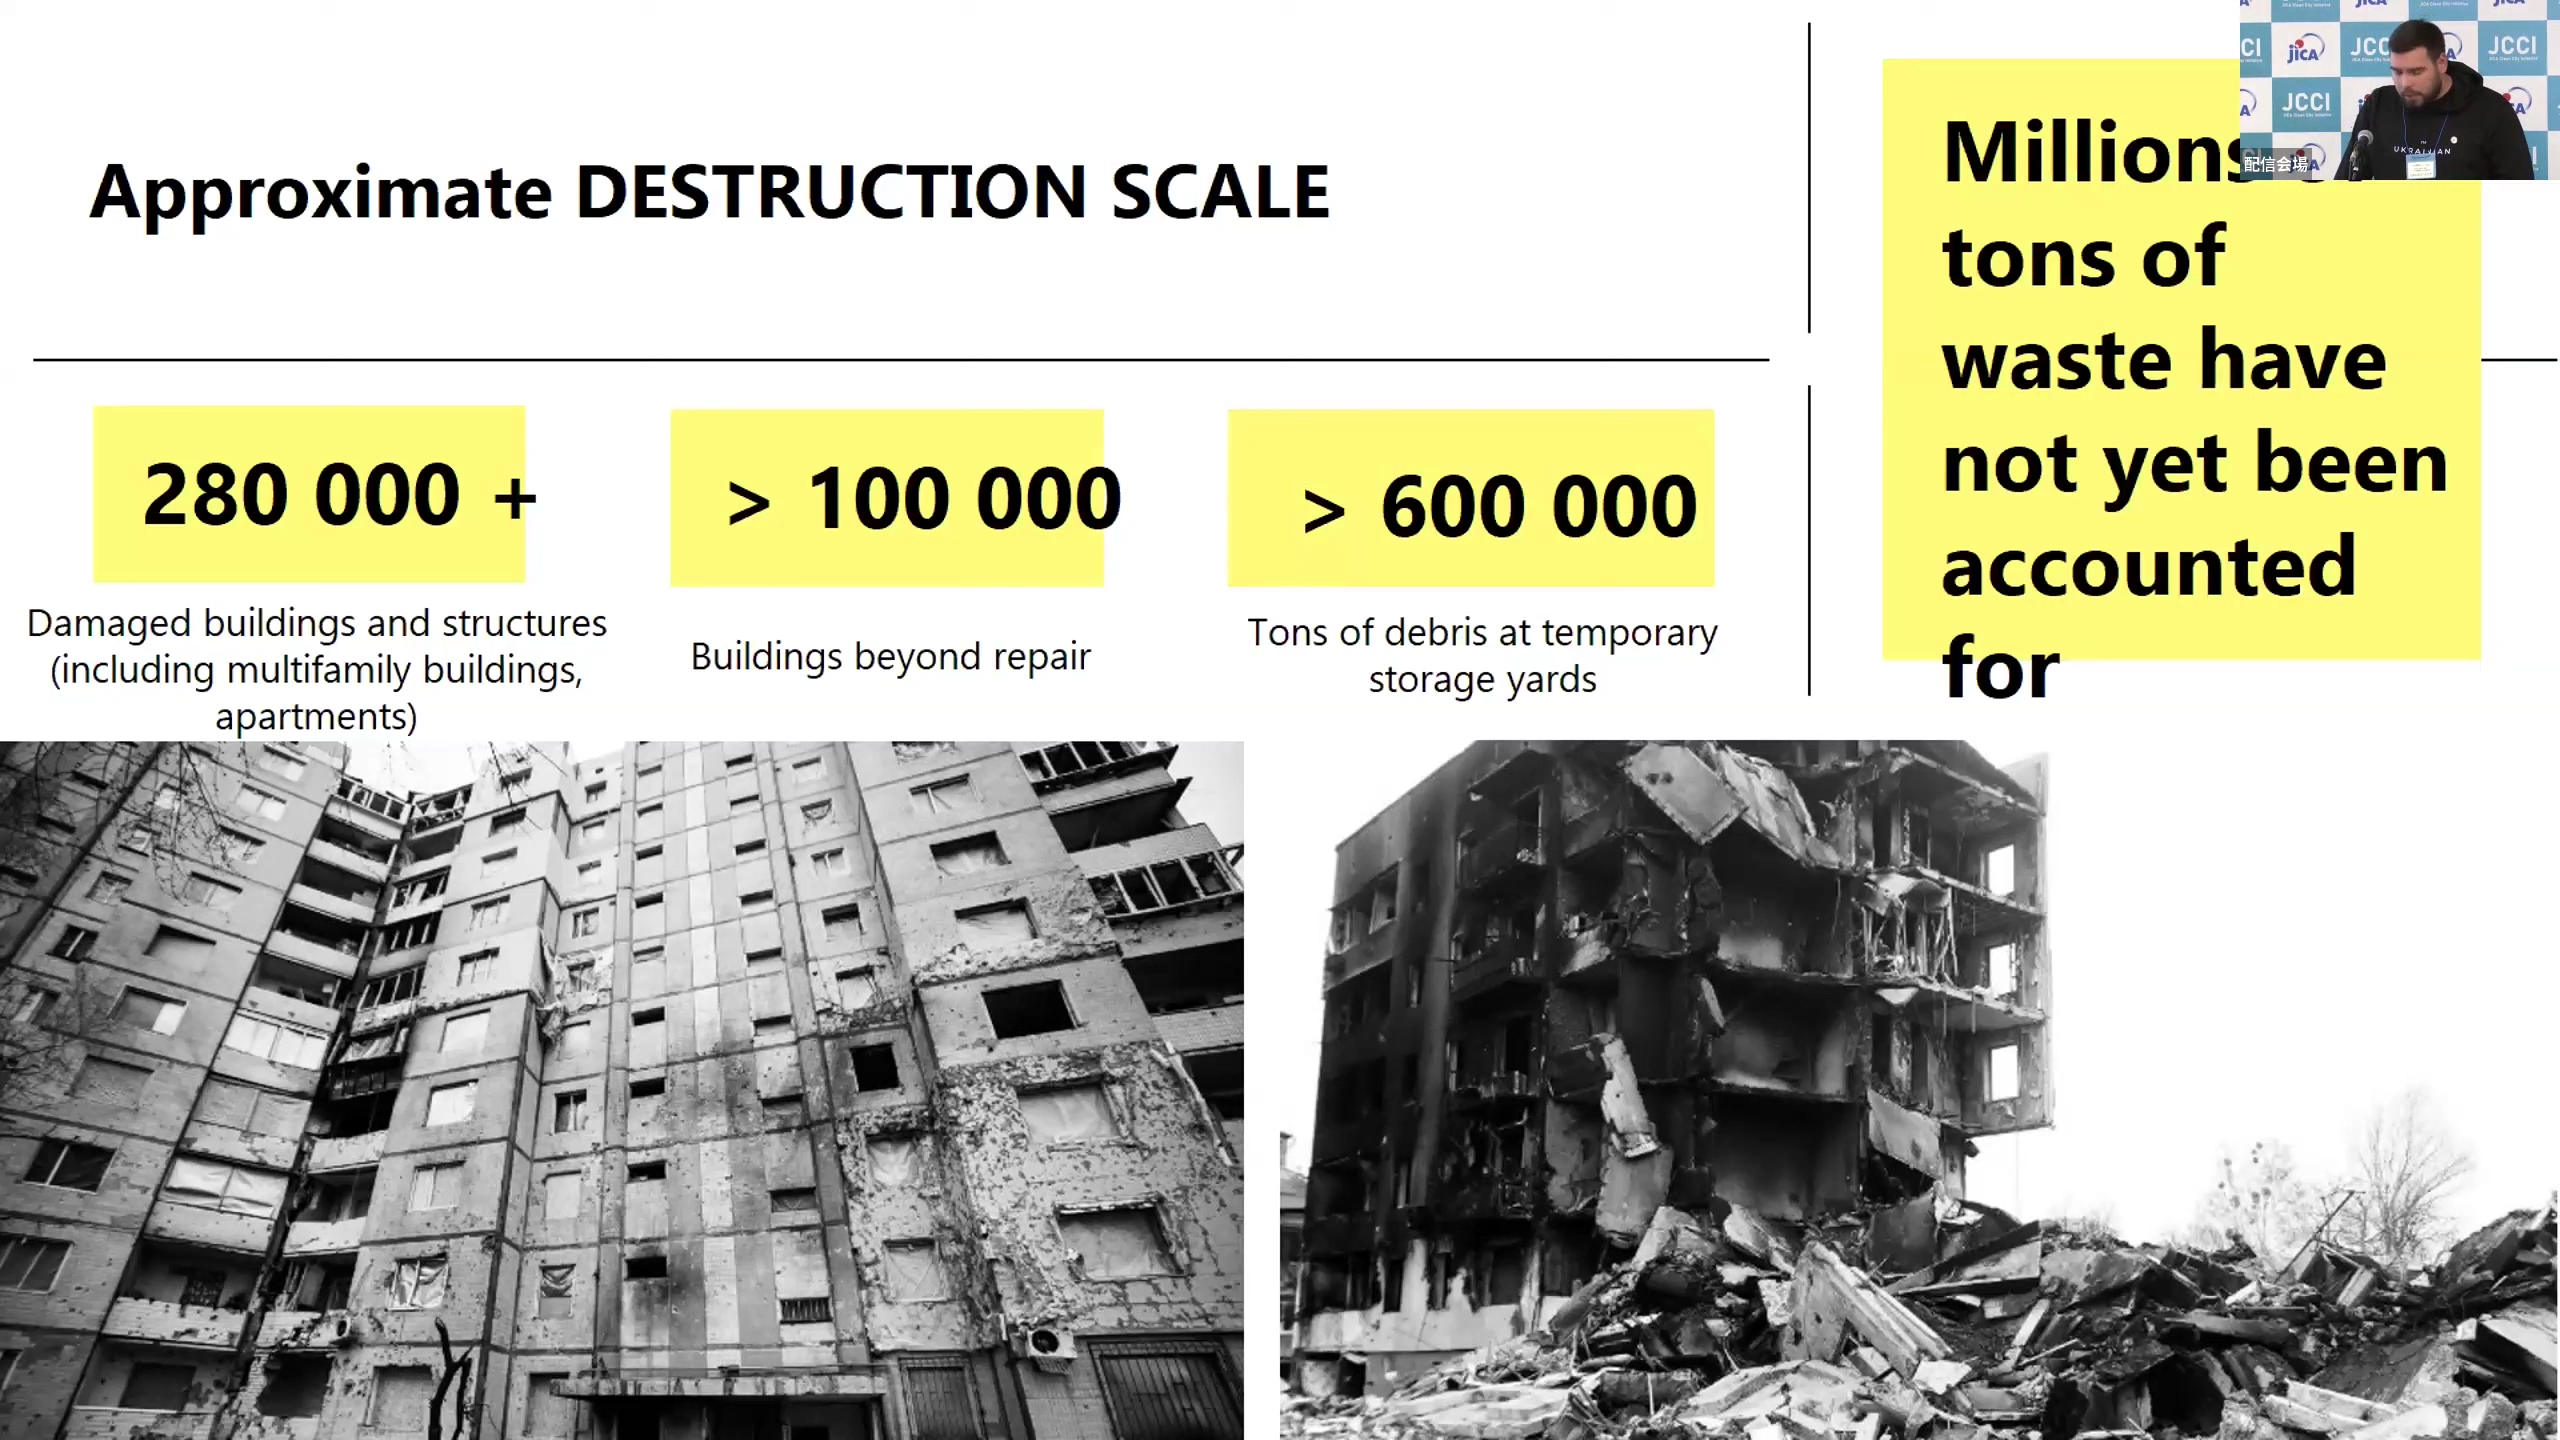 Approximate DESTRUCTION SCALE
280 000 +
Damaged buildings and structures
(including multifamily buildings,
apartments)
> 100 000
Buildings beyond repair
> 600 000
Tons of debris at temporary
storage yards
Millions
tons of
waste have
not yet been
accounted
for
JICA
JCCI
JCCI
UKRAINIAN
配信会場